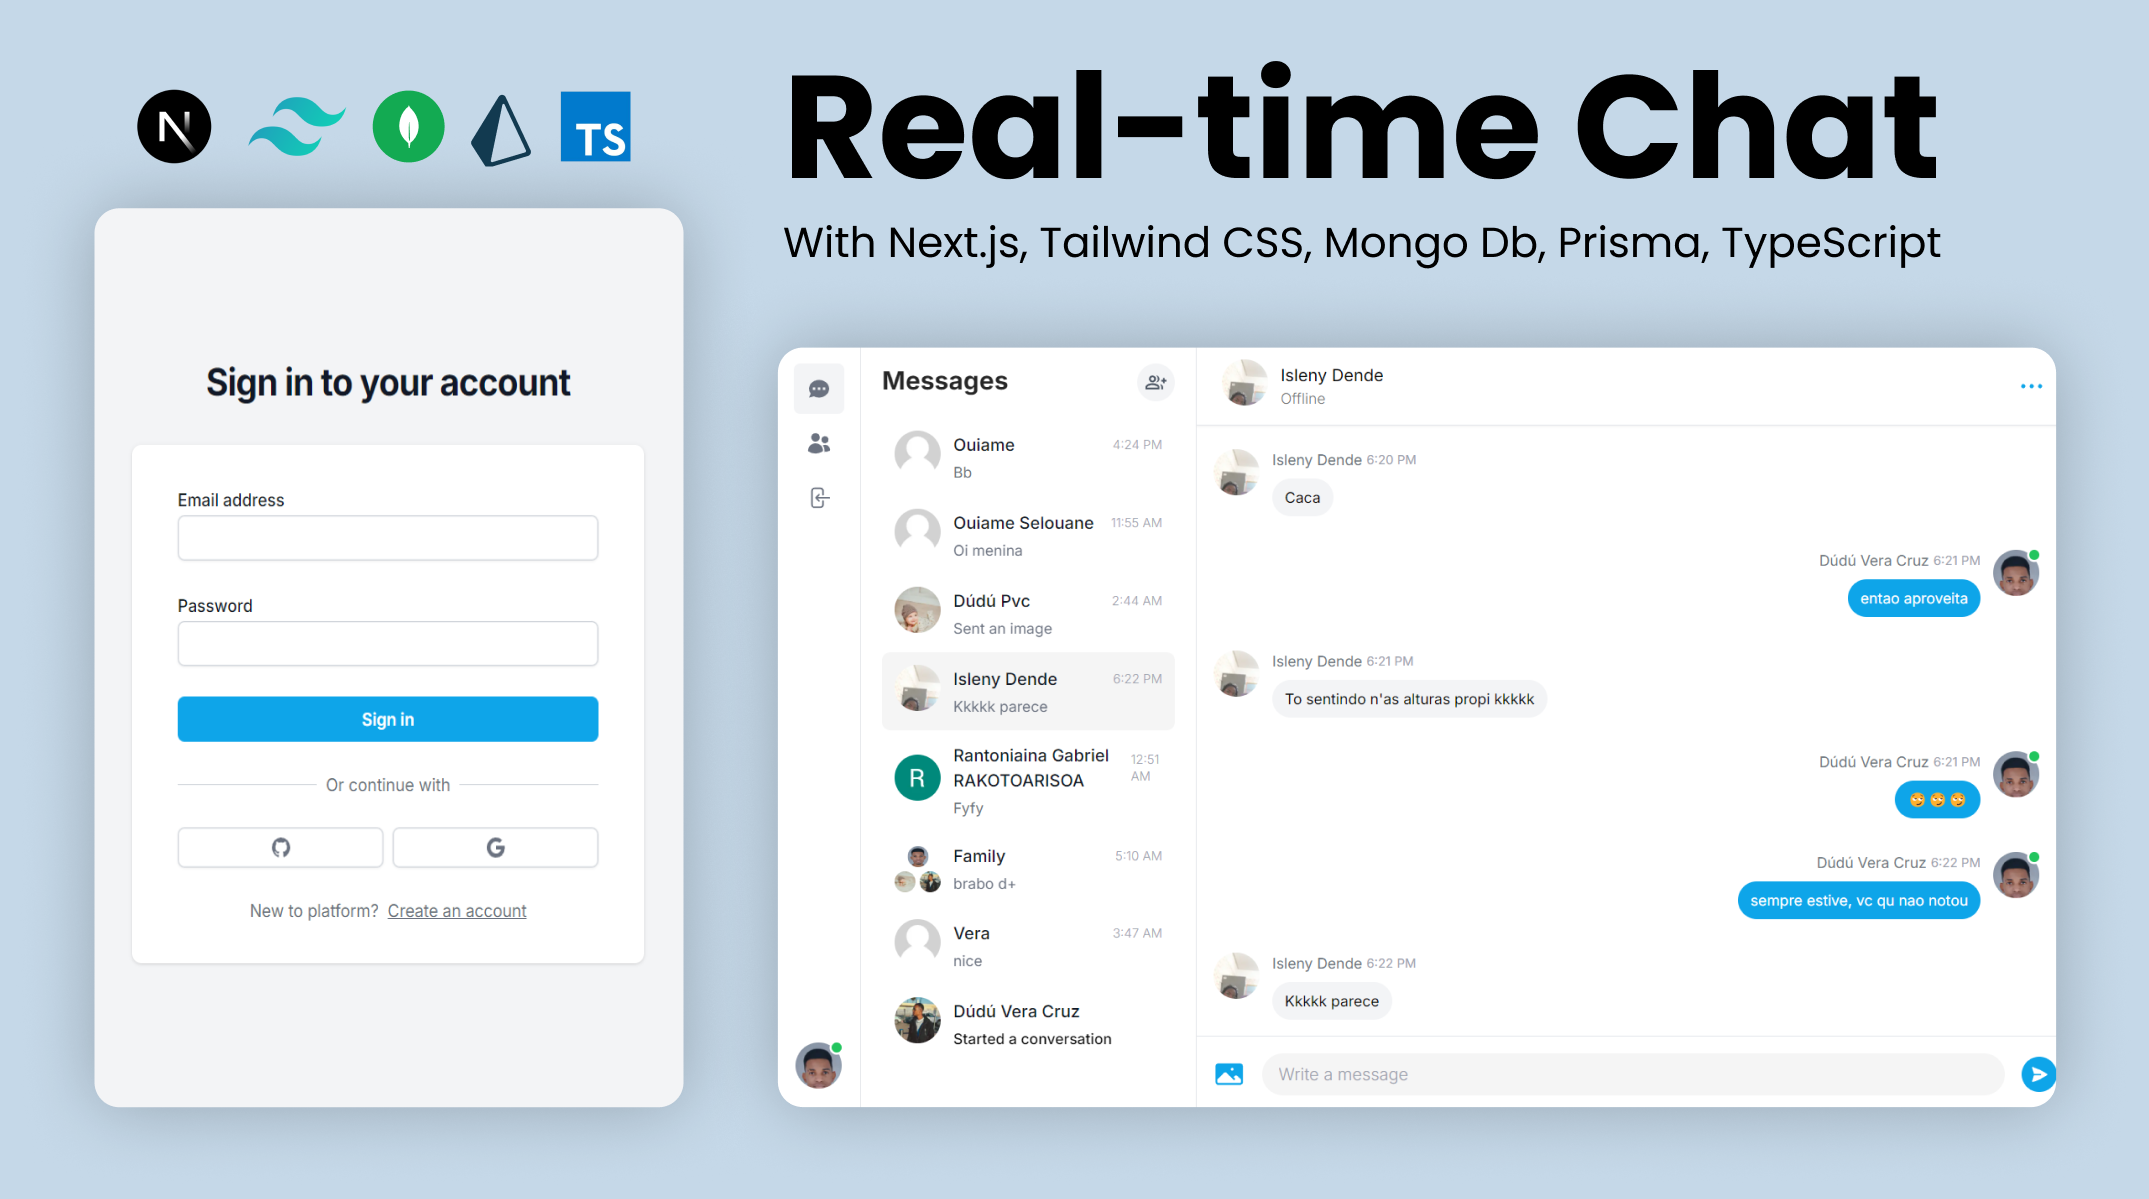 N
TS
Real-time Chat
With Next.js, Tailwind CSS, Mongo Db, Prisma, TypeScript
Sign in to your account
Email address
Password
Sign in
Or continue with
G
New to platform? Create an account
Messages
Ouiame 4:24 PM
Bb
Ouiame Selouane 11:55 AM
Oi menina
Dúdú Pvc 2:44 AM
Sent an image
Isleny Dende 6:22 PM
Kkkkk parece
R
Rantoniaina Gabriel 12:51
RAKOTOARISOA AM
Fyfy
Family 5:10 AM
brabo d+
Vera 3:47 AM
nice
Dúdú Vera Cruz
Started a conversation
Isleny Dende
Offline
Isleny Dende 6:20 PM
Caca
Dúdú Vera Cruz 6:21 PM
entao aproveita
Isleny Dende 6:21 PM
To sentindo n'as alturas propi kkkkk
Dúdú Vera Cruz 6:21 PM
🙄🙄🙄
Dúdú Vera Cruz 6:22 PM
sempre estive, vc qu nao notou
Isleny Dende 6:22 PM
Kkkkk parece
Write a message